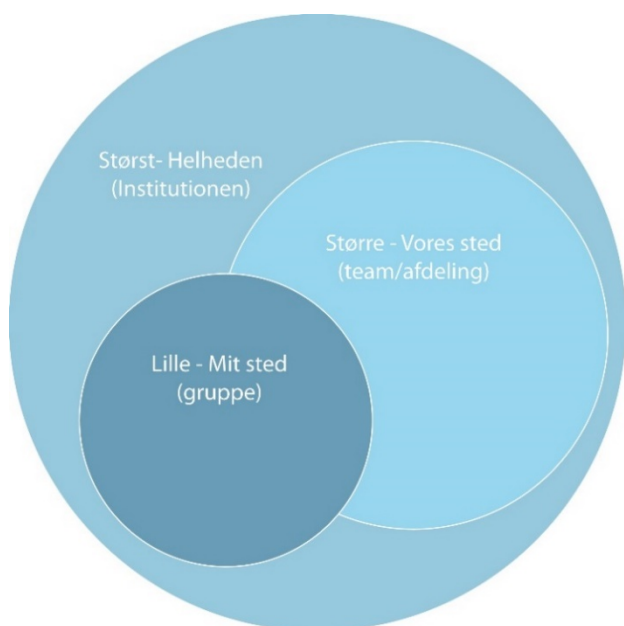 Størst- Helheden
(Institutionen)
Større - Vores sted
(team/afdeling)
Lille - Mit sted
(gruppe)